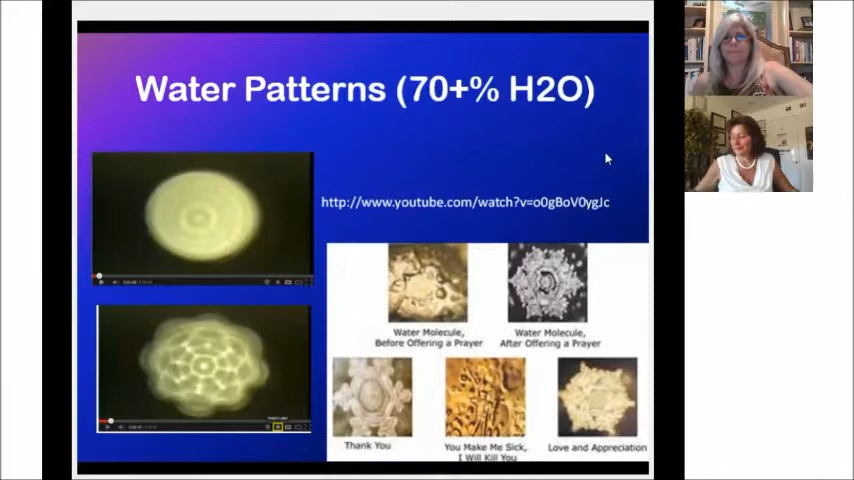 Water Patterns (70+% H2O)
http://www.youtube.com/watch?v=o0gBoV0ygJc
Water Molecule,
Before Offering a Prayer
Water Molecule,
After Offering a Prayer
Thank You
You Make Me Sick,
I Will Kill You
Love and Appreciation